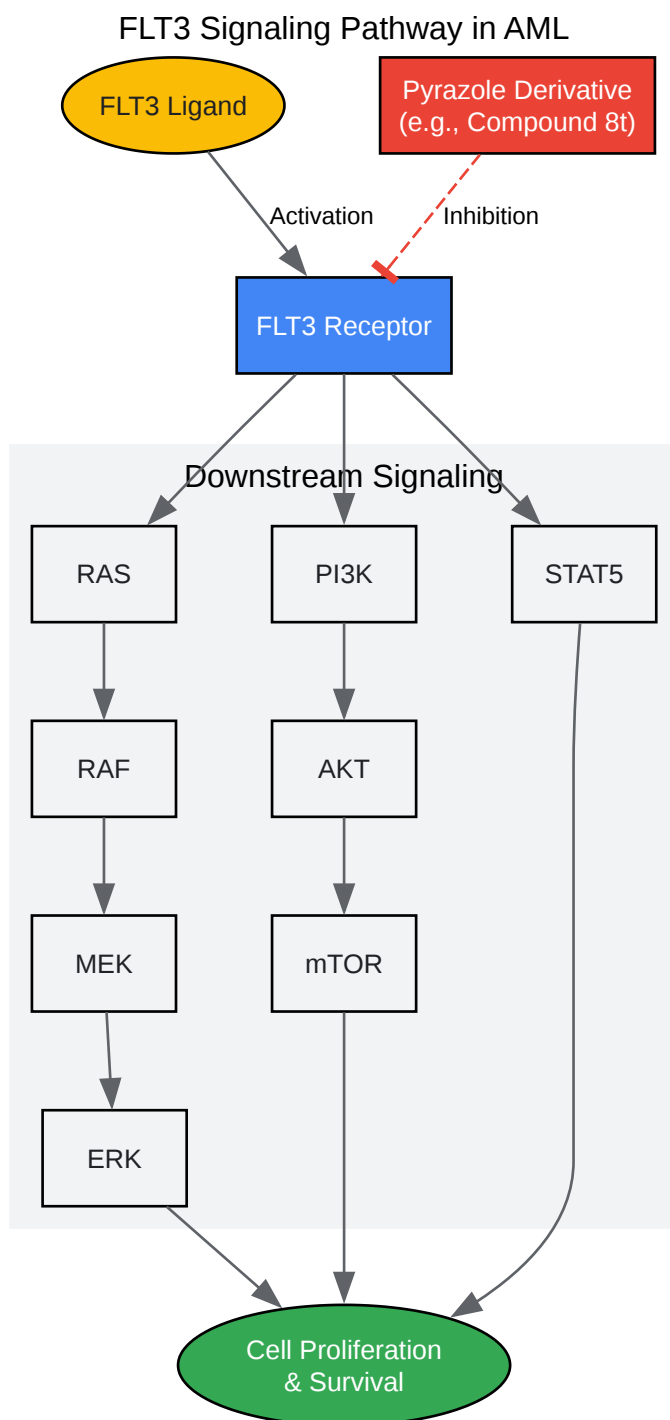 FLT3 Signaling Pathway in AML
FLT3 Ligand
Pyrazole Derivative
(e.g., Compound 8t)
Activation
Inhibition
FLT3 Receptor
Downstream Signaling
RAS
PI3K
STAT5
RAF
AKT
MEK
mTOR
ERK
Cell Proliferation
& Survival